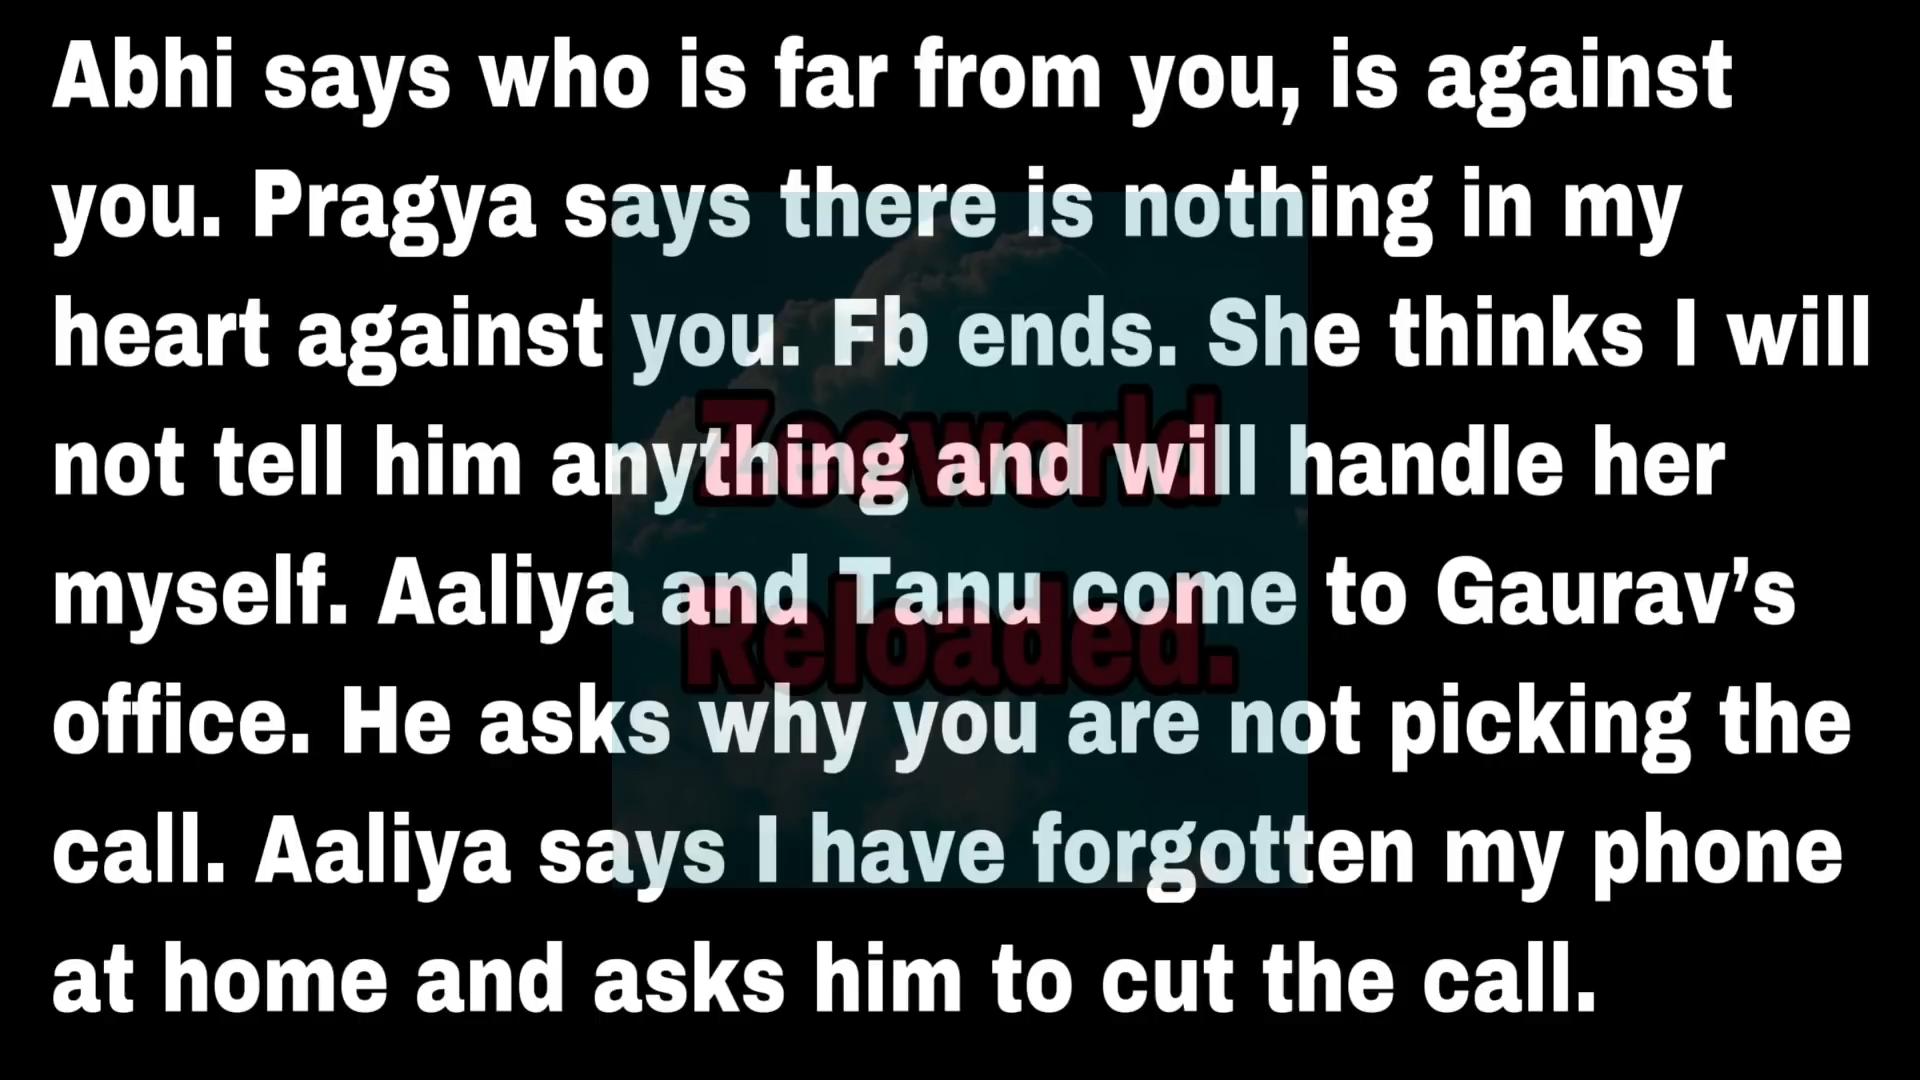 Abhi says who is far from you, is against
you. Pragya says there is nothing in my
heart against you. Fb ends. She thinks I will
not tell him anything and will handle her
myself. Aaliya and Tanu come to Gaurav’s
office. He asks why you are not picking the
call. Aaliya says I have forgotten my phone
at home and asks him to cut the call.
Zeeworld
Reloaded.